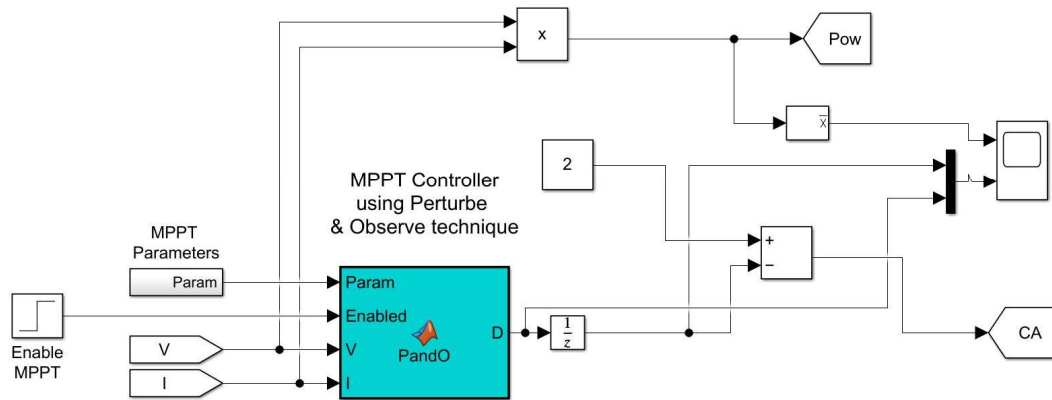 x
Pow
x̄
2
MPPT Controller
using Perturbe
& Observe technique
MPPT
Parameters
Param
Param
+
−
Enabled
D
1
z
V
V
PandO
CA
Enable
MPPT
I
I